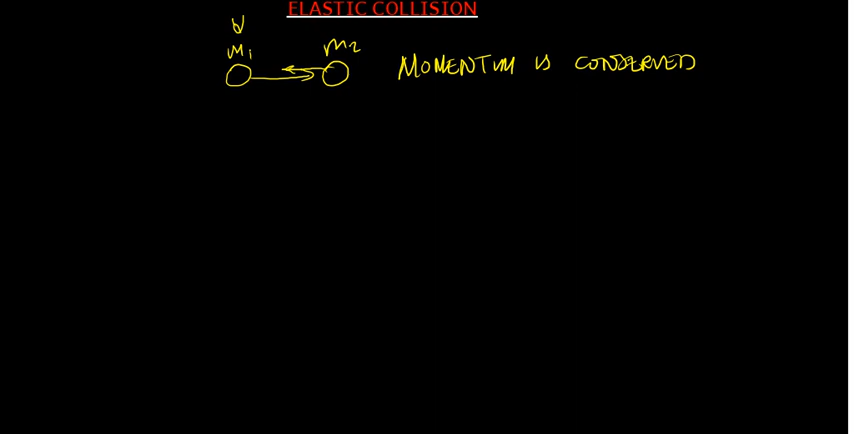 ELASTIC COLLISION
M1 M2
MOMENTUM IS CONSERVED